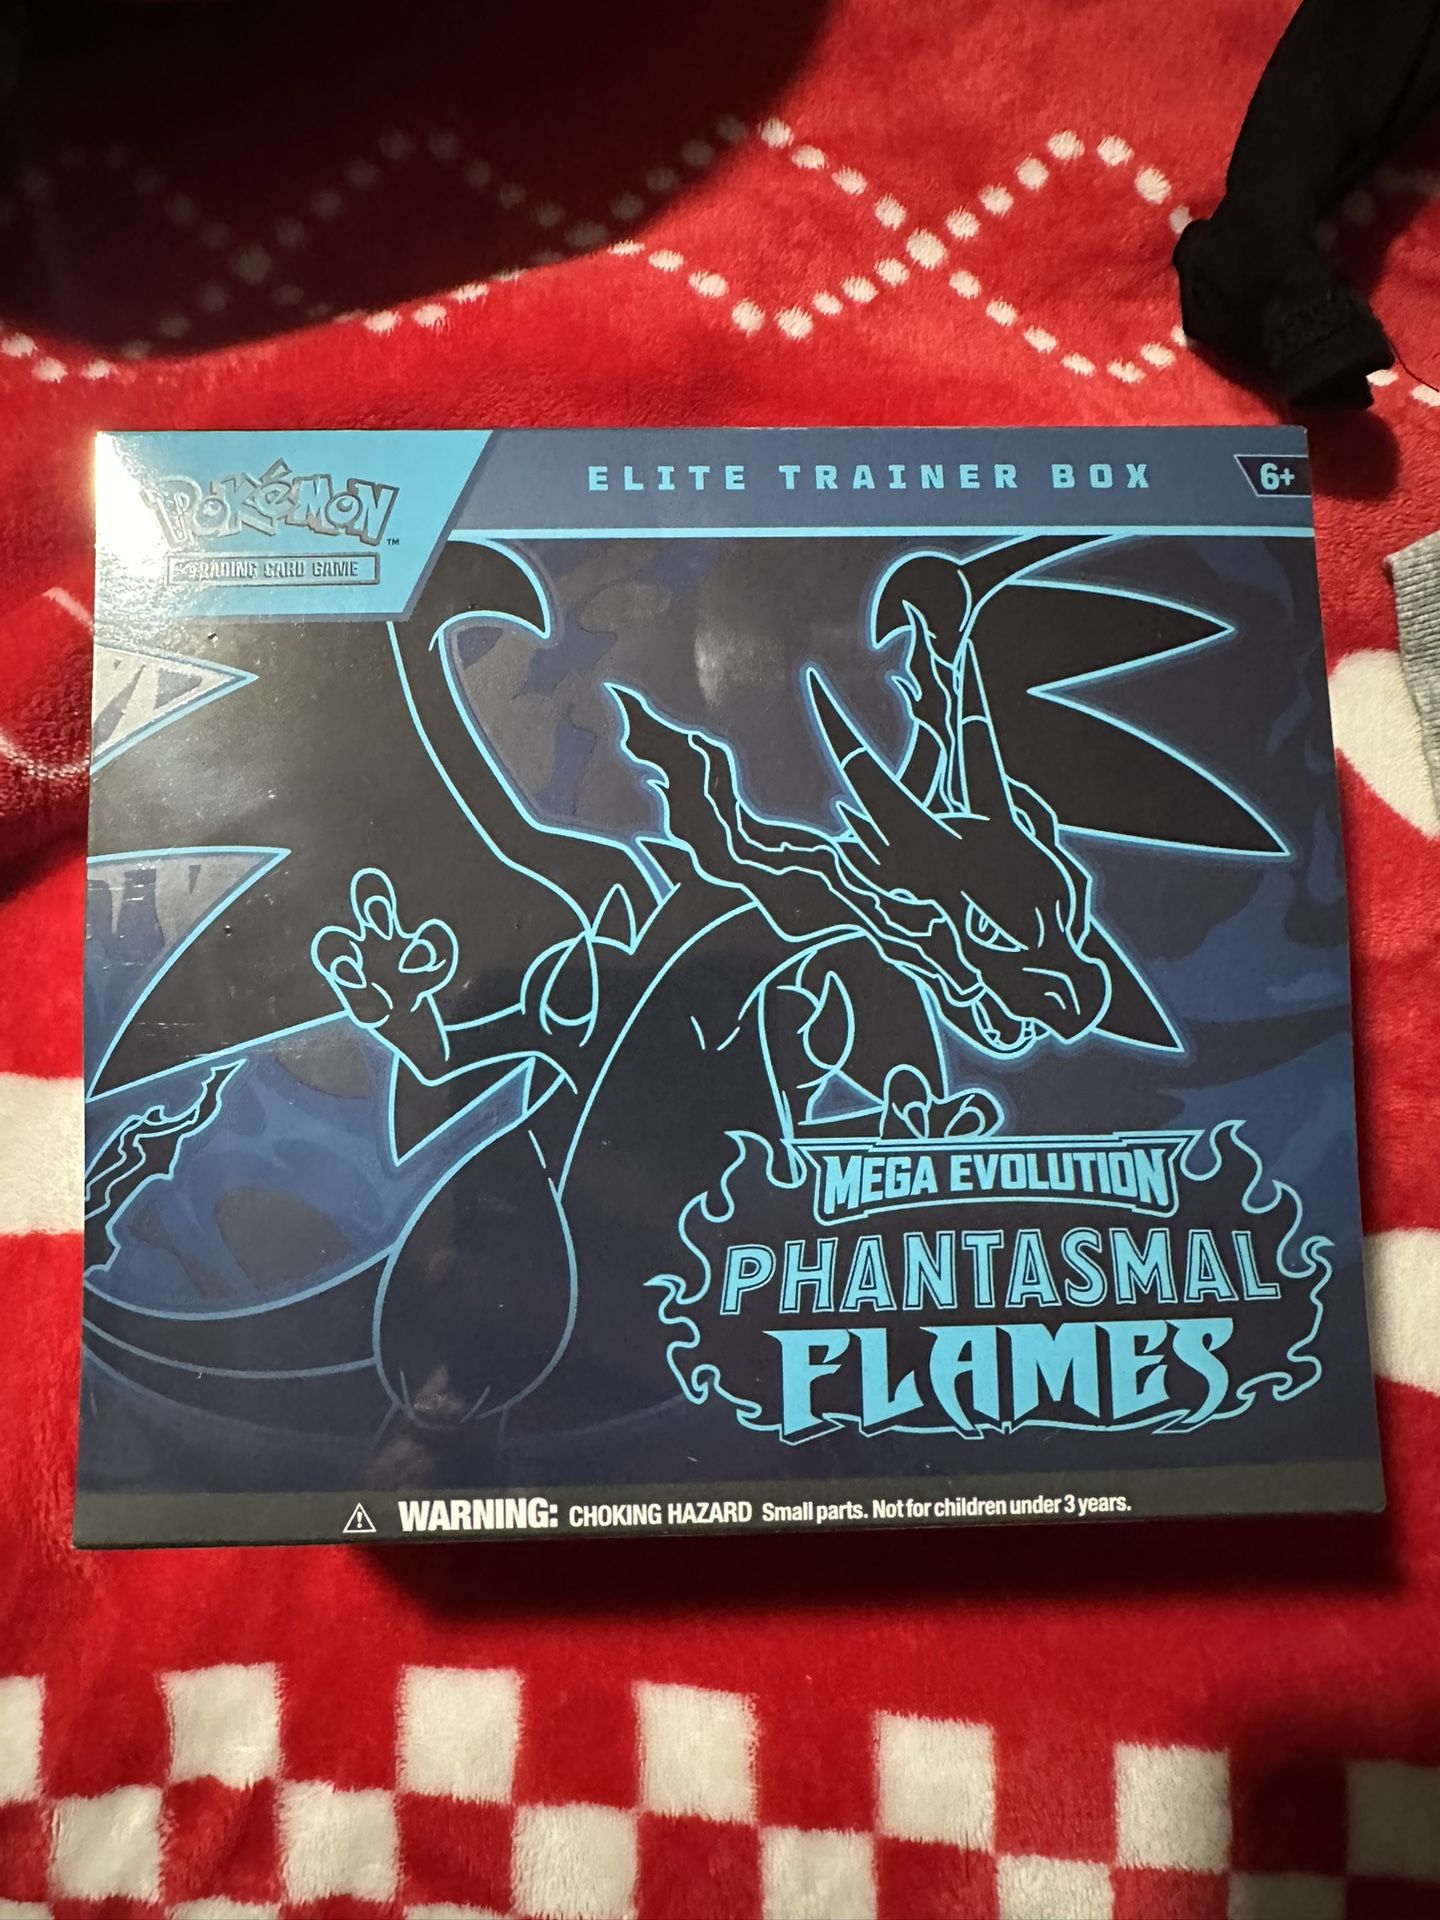 POKéMON™
TRADING CARD GAME
ELITE TRAINER BOX
6+
MEGA EVOLUTION
PHANTASMAL
FLAMES
WARNING: CHOKING HAZARD Small parts. Not for children under 3 years.